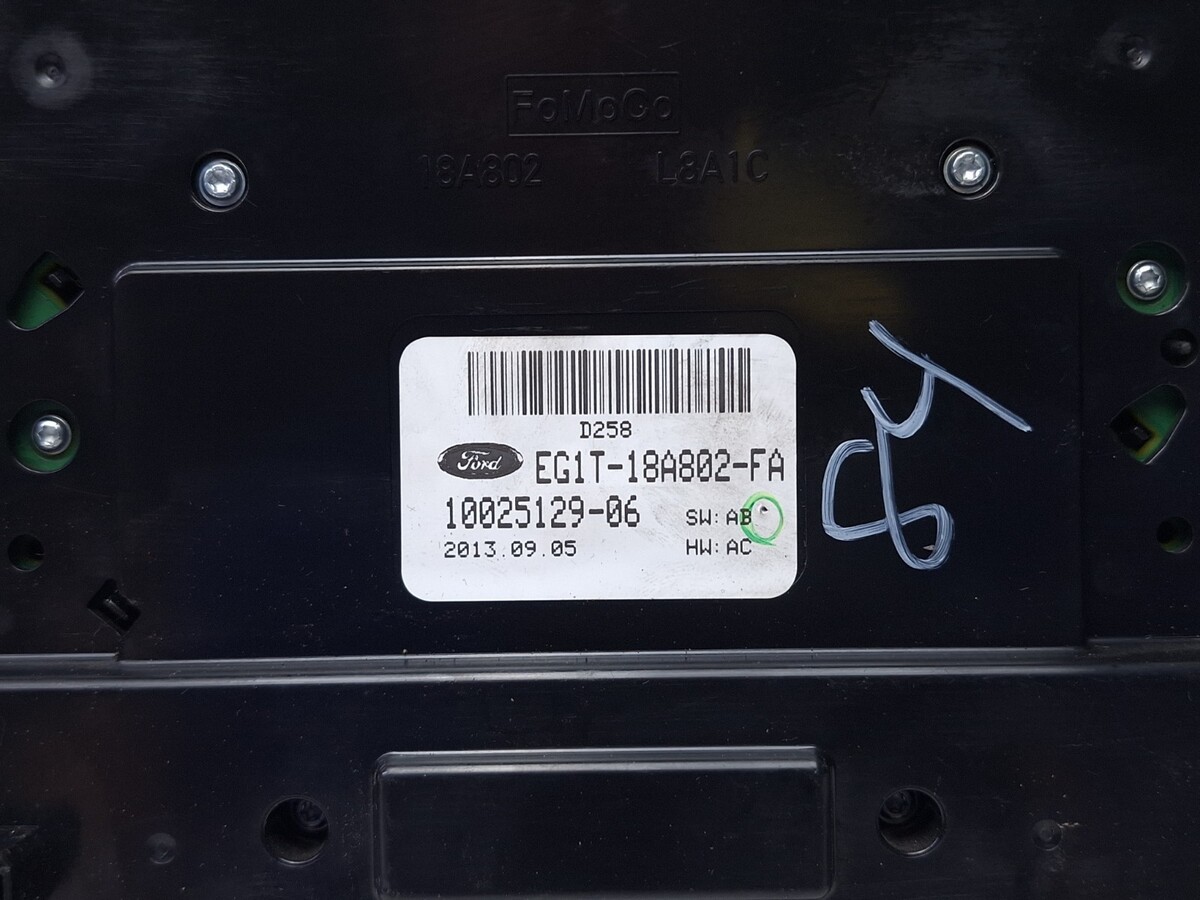 FoMoCo
18A802 L8A1C
D258
Ford EG1T-18A802-FA
10025129-06 SW: AB
2013.09.05 HW: AC